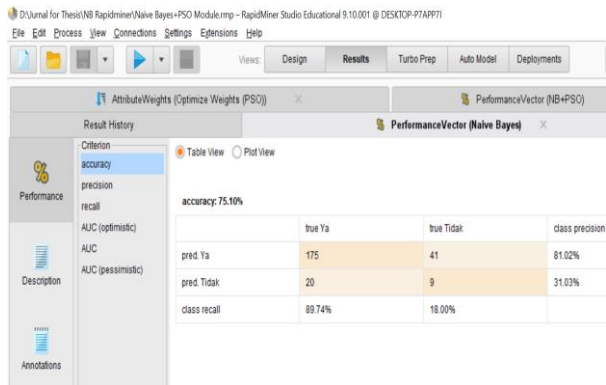 D:\Jurnal for Thesis\NB Rapidminer\Naive Bayes+PSO Module.rmp – RapidMiner Studio Educational 9.10.001 @ DESKTOP-P7APP7I
File Edit Process View Connections Settings Extensions Help
Views: Design Results Turbo Prep Auto Model Deployments
AttributeWeights (Optimize Weights (PSO)) PerformanceVector (NB+PSO)
Result History PerformanceVector (Naive Bayes)
Criterion
accuracy
precision
recall
AUC (optimistic)
AUC
AUC (pessimistic)
Performance
Description
Annotations
Table View Plot View
accuracy: 75.10%
true Ya true Tidak class precision
pred. Ya 175 41 81.02%
pred. Tidak 20 9 31.03%
class recall 89.74% 18.00%